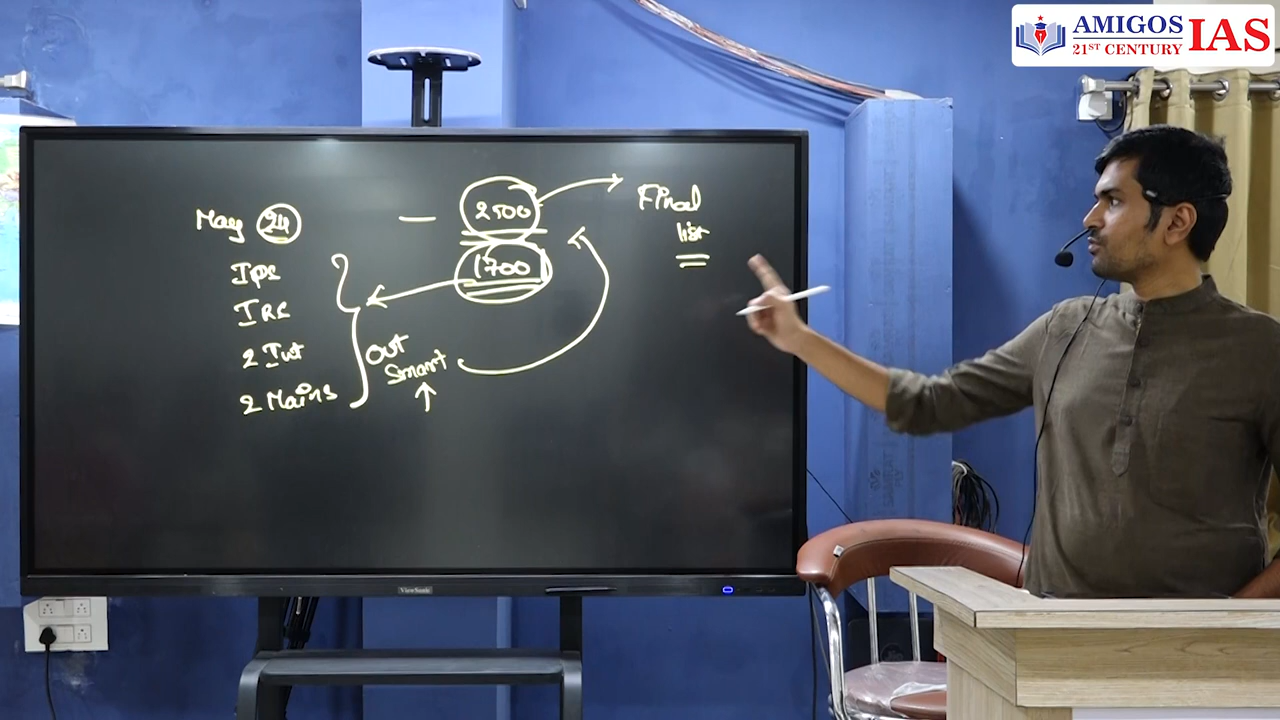 AMIGOS
21ST CENTURY IAS
May 24 - 2500 → Final
list
IPS
1700
IRS
2 Int
Out
Smart
2 Mains
ViewSonic